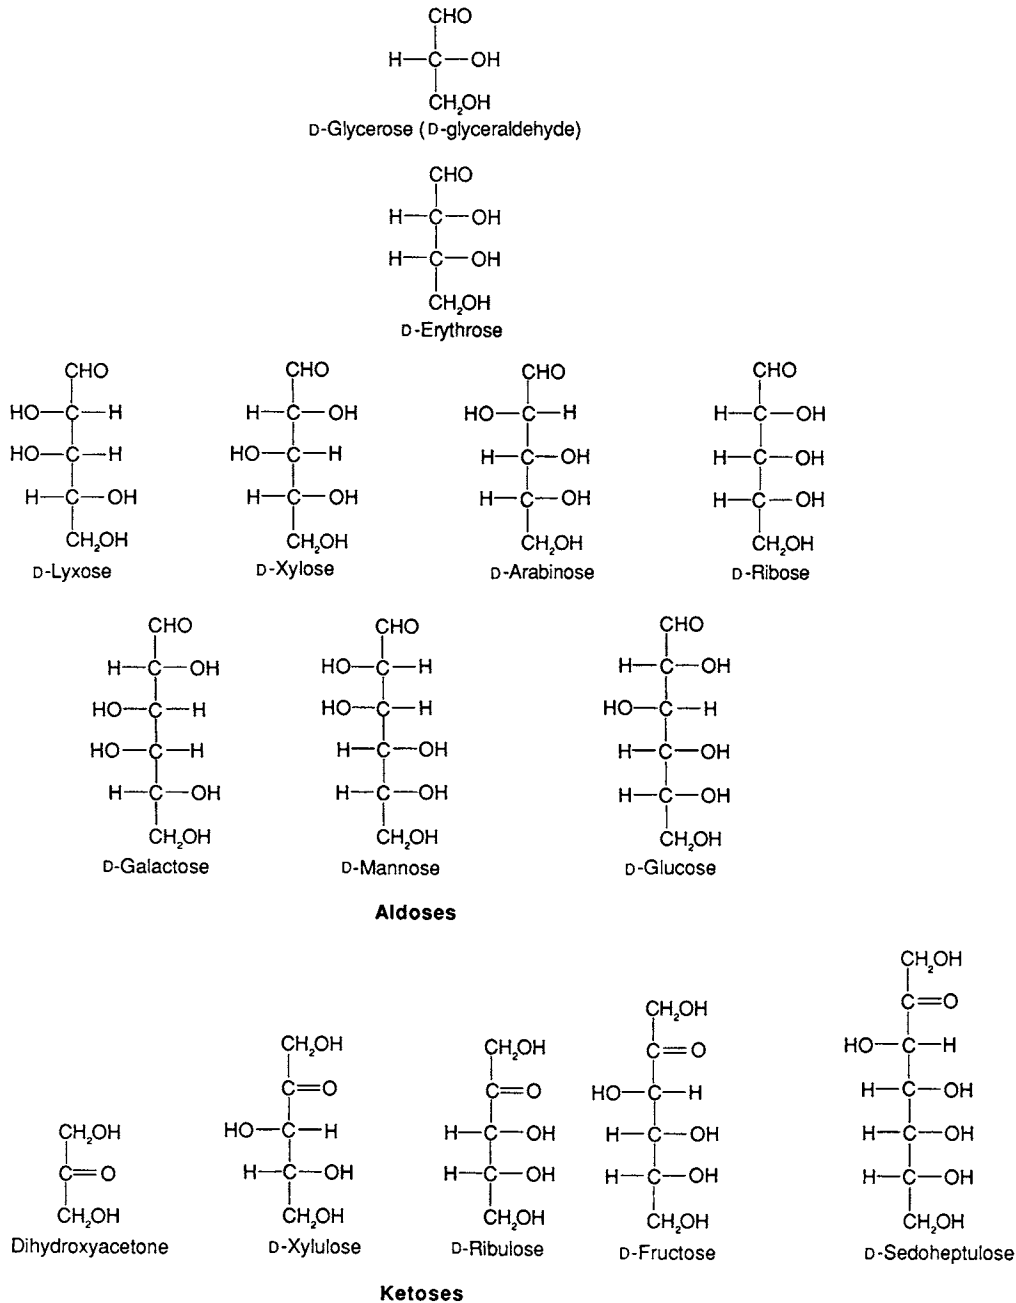 CHO
H—C—OH
CH₂OH
D-Glycerose (D-glyceraldehyde)
CHO
H—C—OH
H—C—OH
CH₂OH
D-Erythrose
CHO
HO—C—H
HO—C—H
H—C—OH
CH₂OH
D-Lyxose
CHO
H—C—OH
HO—C—H
H—C—OH
CH₂OH
D-Xylose
CHO
HO—C—H
H—C—OH
H—C—OH
CH₂OH
D-Arabinose
CHO
H—C—OH
H—C—OH
H—C—OH
CH₂OH
D-Ribose
CHO
H—C—OH
HO—C—H
HO—C—H
H—C—OH
CH₂OH
D-Galactose
CHO
HO—C—H
HO—C—H
H—C—OH
H—C—OH
CH₂OH
D-Mannose
CHO
H—C—OH
HO—C—H
H—C—OH
H—C—OH
CH₂OH
D-Glucose
Aldoses
CH₂OH
C=O
CH₂OH
Dihydroxyacetone
CH₂OH
C=O
HO—C—H
H—C—OH
CH₂OH
D-Xylulose
CH₂OH
C=O
H—C—OH
H—C—OH
CH₂OH
D-Ribulose
CH₂OH
C=O
HO—C—H
H—C—OH
H—C—OH
CH₂OH
D-Fructose
CH₂OH
C=O
HO—C—H
H—C—OH
H—C—OH
H—C—OH
CH₂OH
D-Sedoheptulose
Ketoses